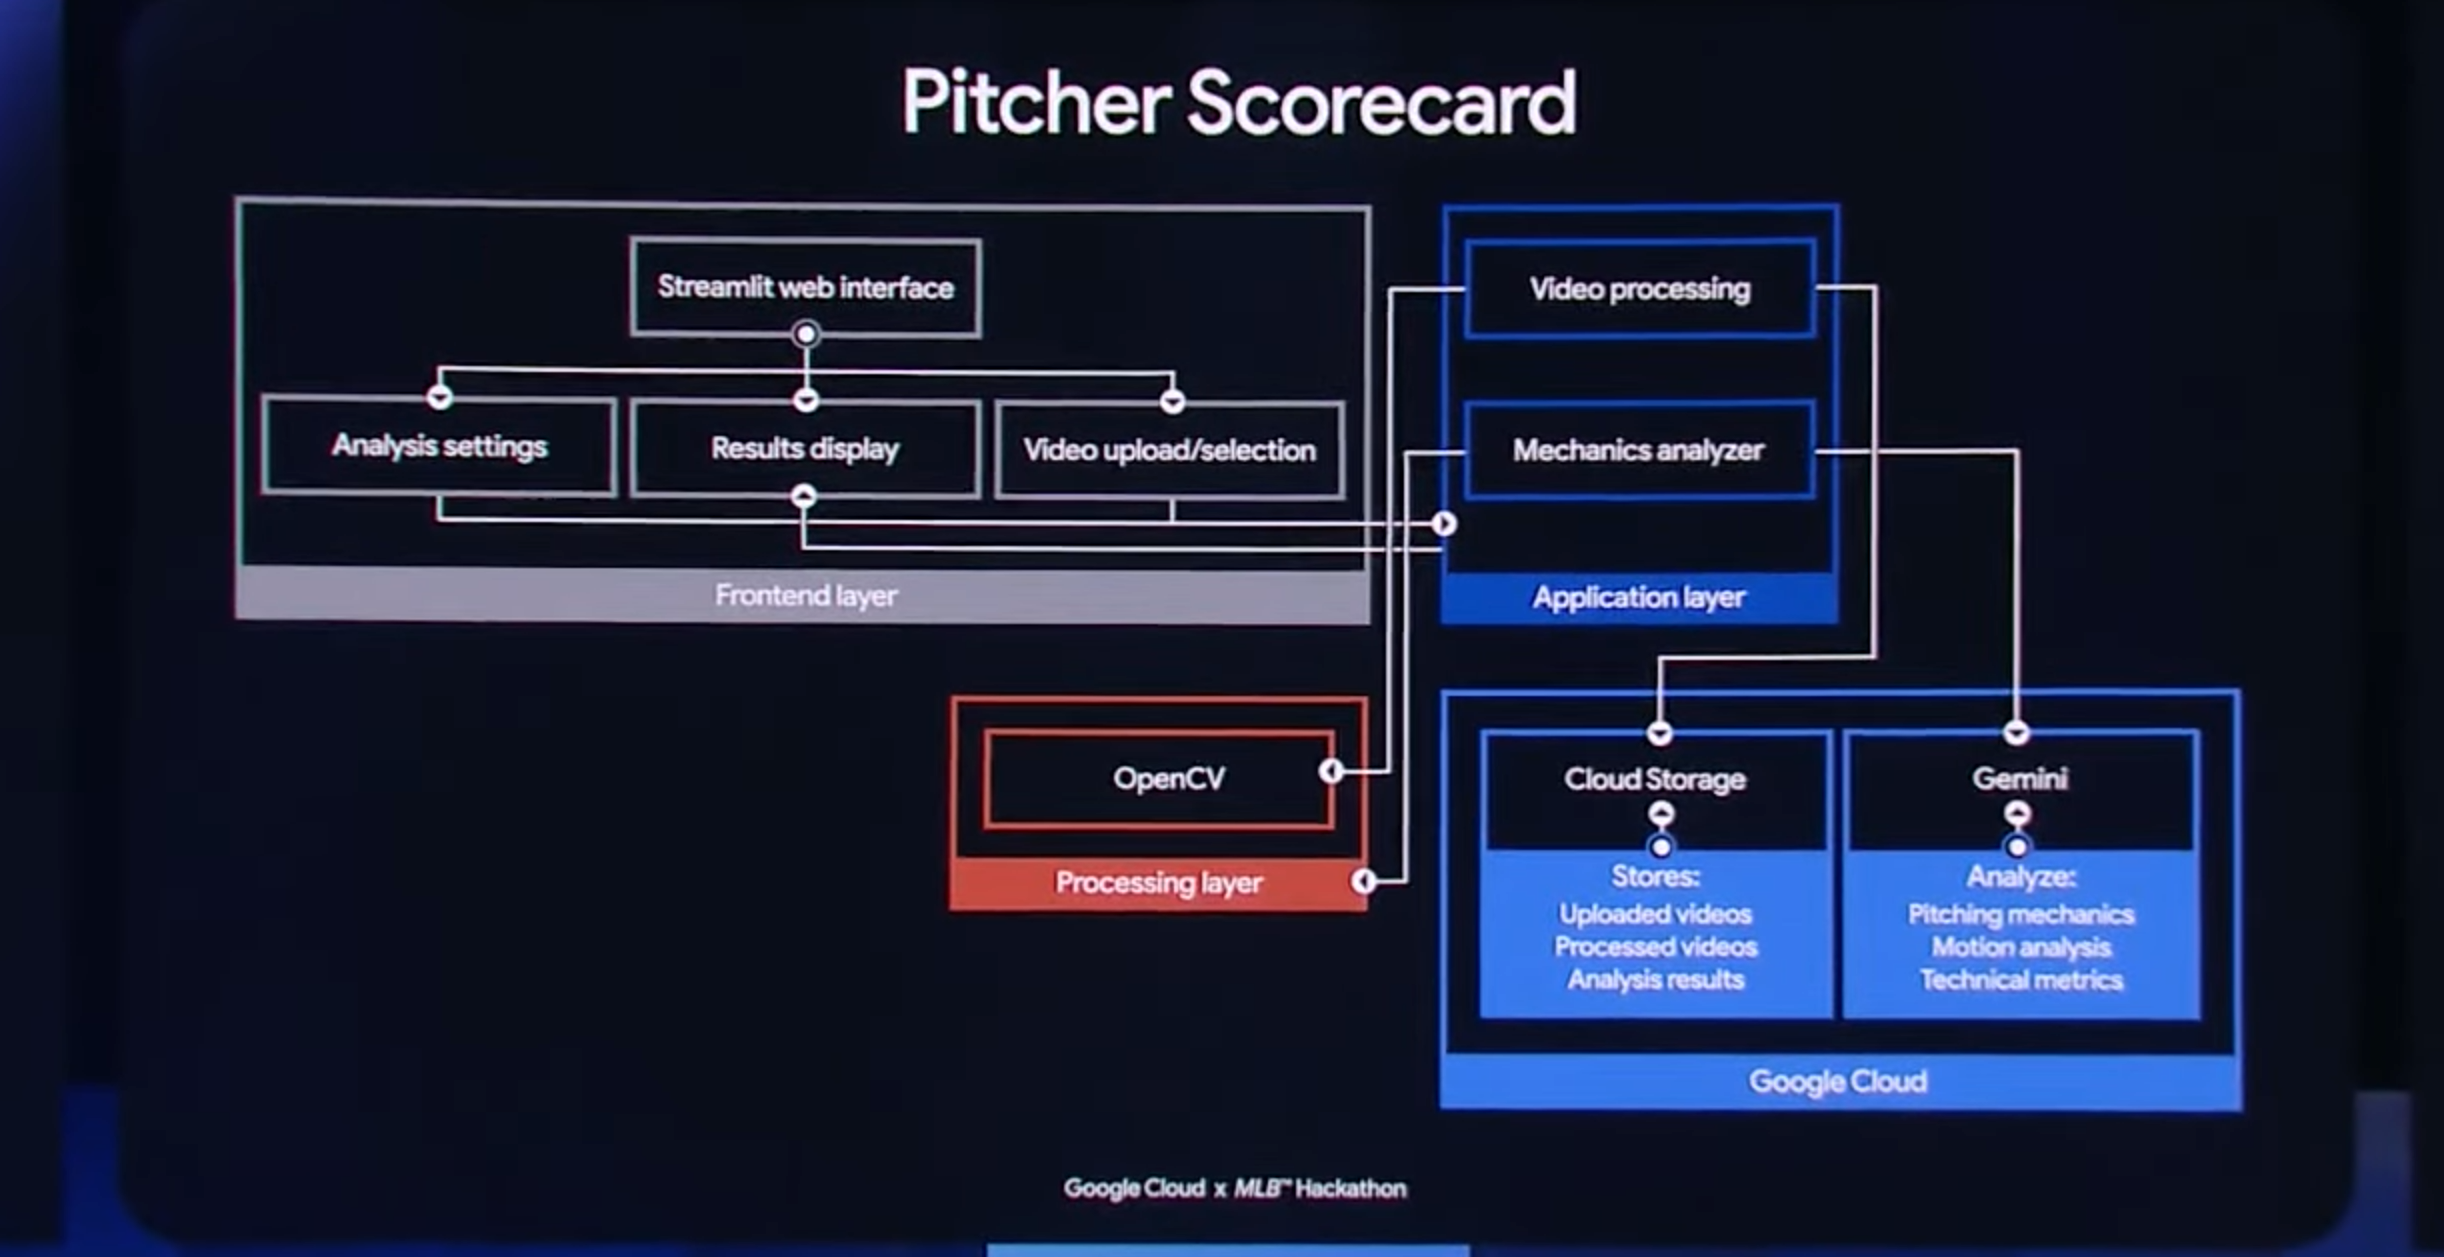 Pitcher Scorecard
Streamlit web interface
Analysis settings
Results display
Video upload/selection
Frontend layer
Video processing
Mechanics analyzer
Application layer
OpenCV
Processing layer
Cloud Storage
Stores:
Uploaded videos
Processed videos
Analysis results
Gemini
Analyze:
Pitching mechanics
Motion analysis
Technical metrics
Google Cloud
Google Cloud x MLB™ Hackathon